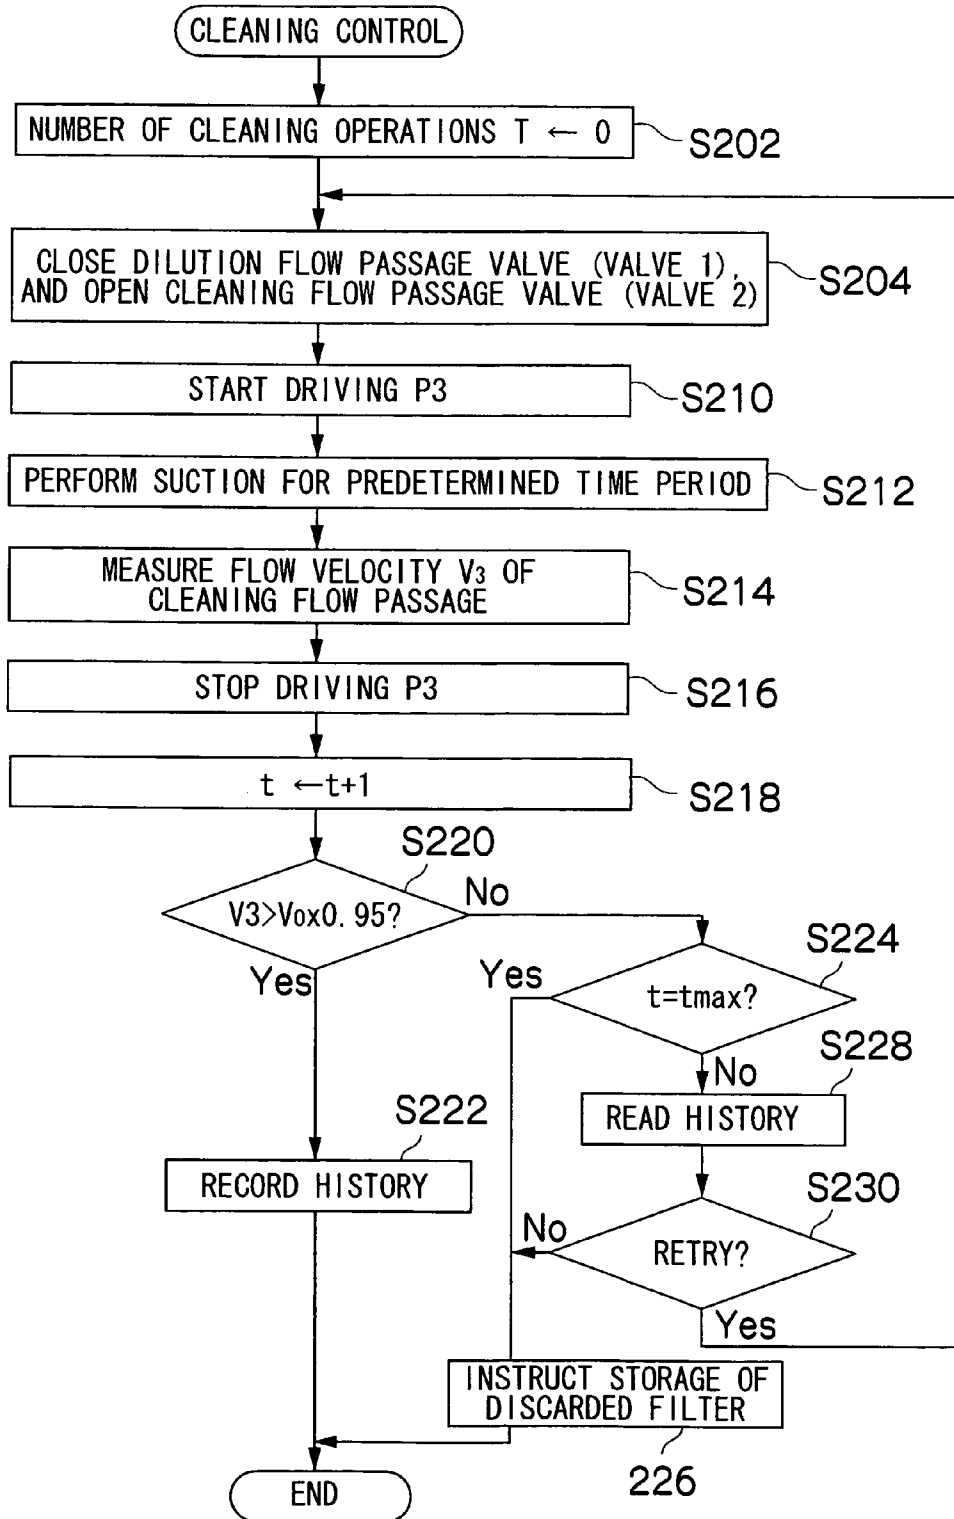 CLEANING CONTROL
NUMBER OF CLEANING OPERATIONS T ← 0
S202
CLOSE DILUTION FLOW PASSAGE VALVE (VALVE 1),
AND OPEN CLEANING FLOW PASSAGE VALVE (VALVE 2)
S204
START DRIVING P3
S210
PERFORM SUCTION FOR PREDETERMINED TIME PERIOD
S212
MEASURE FLOW VELOCITY V3 OF
CLEANING FLOW PASSAGE
S214
STOP DRIVING P3
S216
t ←t+1
S218
S220
V3>V0x0.95?
No
Yes
S224
t=tmax?
Yes
No
S228
READ HISTORY
S222
RECORD HISTORY
S230
RETRY?
No
Yes
INSTRUCT STORAGE OF
DISCARDED FILTER
226
END